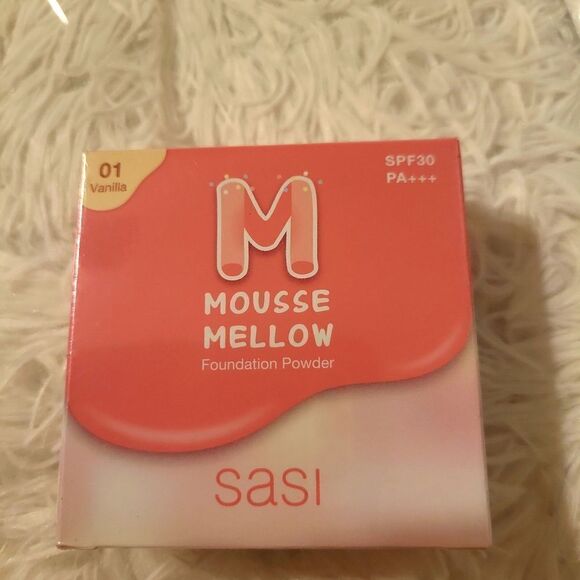 01
Vanilla
SPF30
PA+++
M
MOUSSE
MELLOW
Foundation Powder
sasi